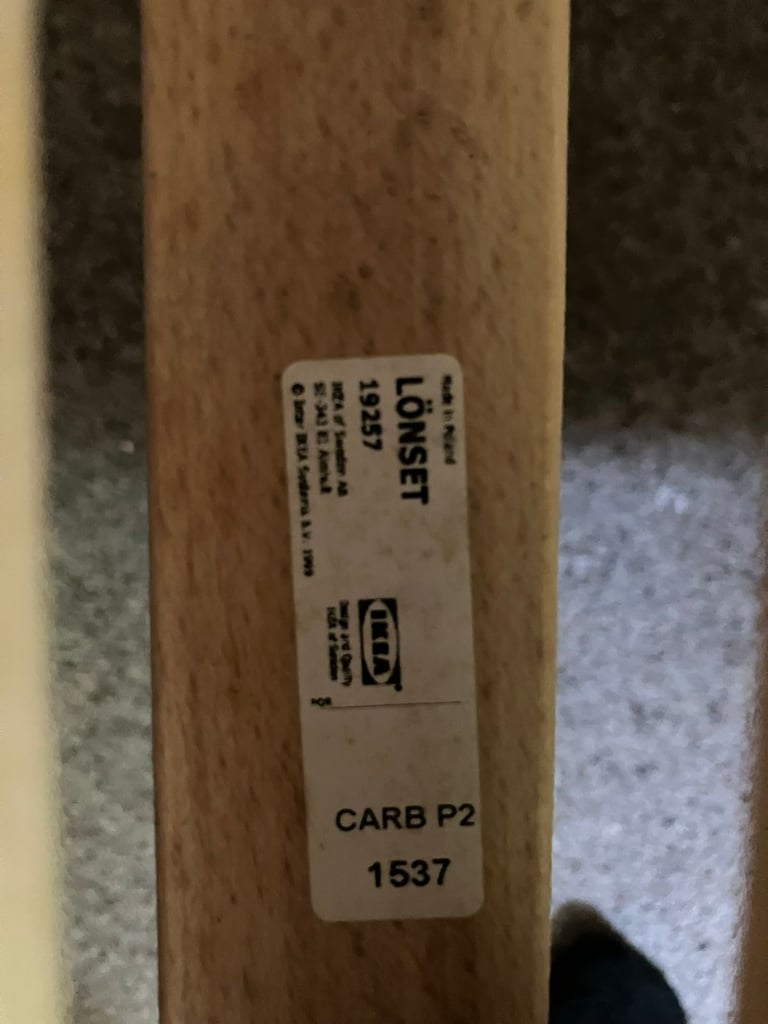 Made in Poland
LÖNSET
19257
IKEA of Sweden AB
SE-343 81 Älmhult
© Inter IKEA Systems B.V. 1999
IKEA
Design and Quality
IKEA of Sweden
CARB P2
1537